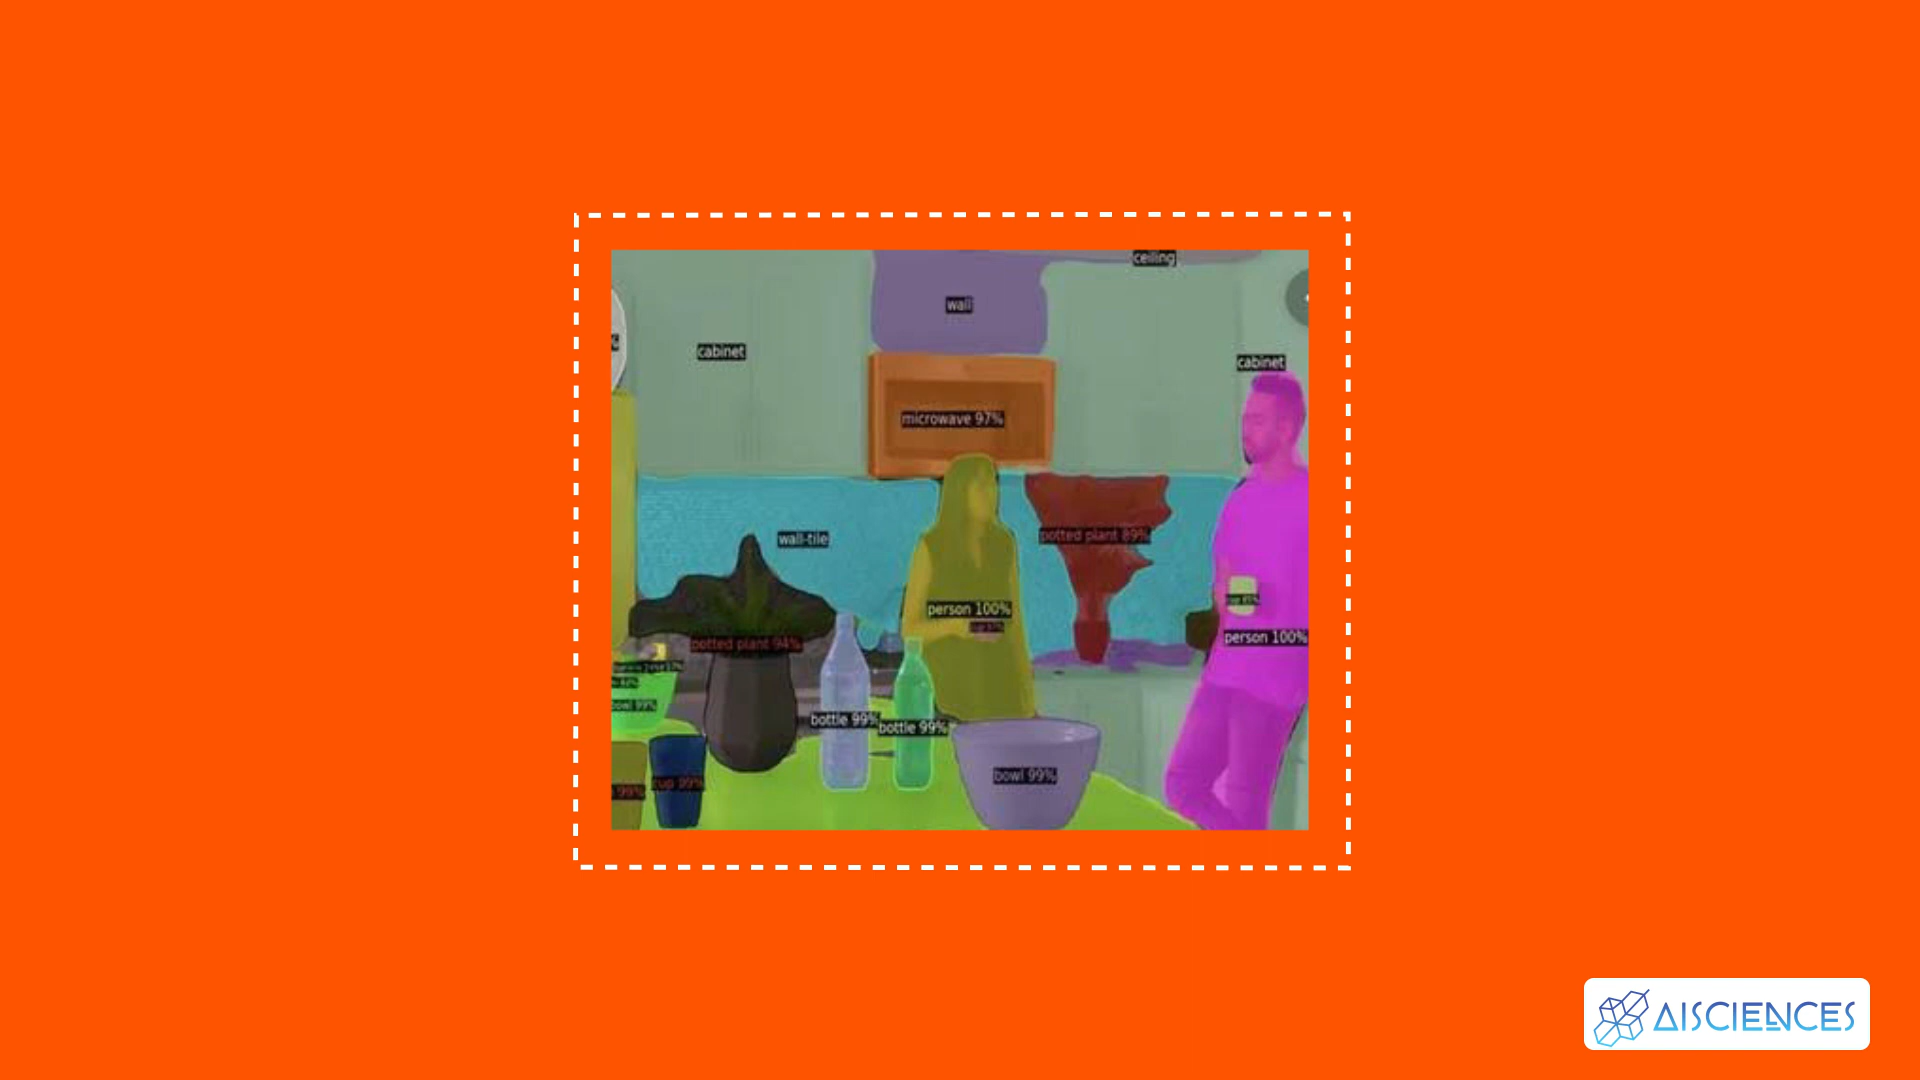 ceiling
wall
cabinet
cabinet
microwave 97%
wall-tile
potted plant 89%
person 100%
person 100%
potted plant 94%
bowl 99%
bottle 99%
bottle 99%
bowl 99%
cup 99%
99%
AISCIENCES